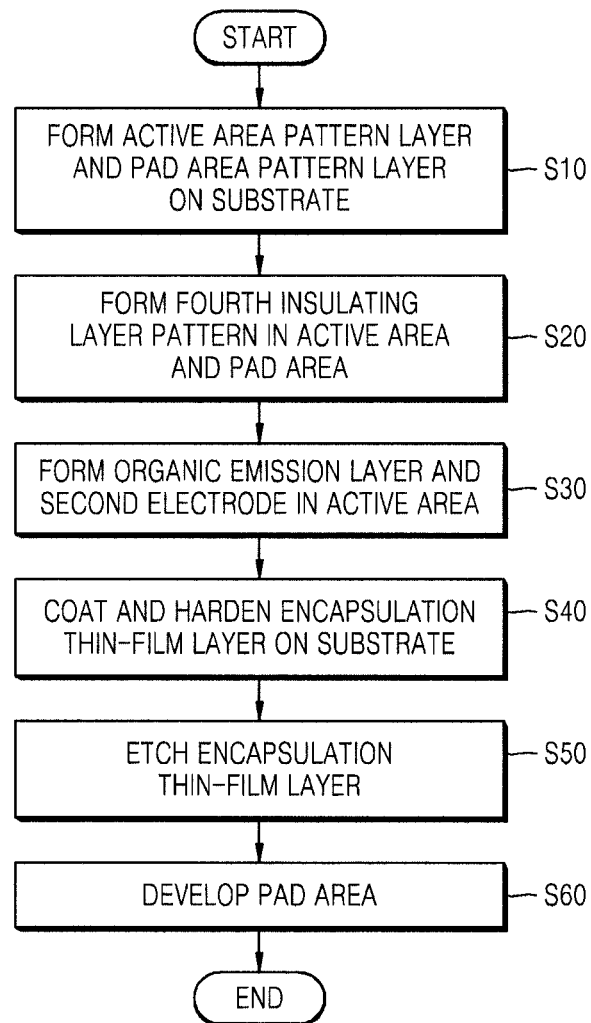 START
FORM ACTIVE AREA PATTERN LAYER
AND PAD AREA PATTERN LAYER
ON SUBSTRATE
S10
FORM FOURTH INSULATING
LAYER PATTERN IN ACTIVE AREA
AND PAD AREA
S20
FORM ORGANIC EMISSION LAYER AND
SECOND ELECTRODE IN ACTIVE AREA
S30
COAT AND HARDEN ENCAPSULATION
THIN-FILM LAYER ON SUBSTRATE
S40
ETCH ENCAPSULATION
THIN-FILM LAYER
S50
DEVELOP PAD AREA
S60
END